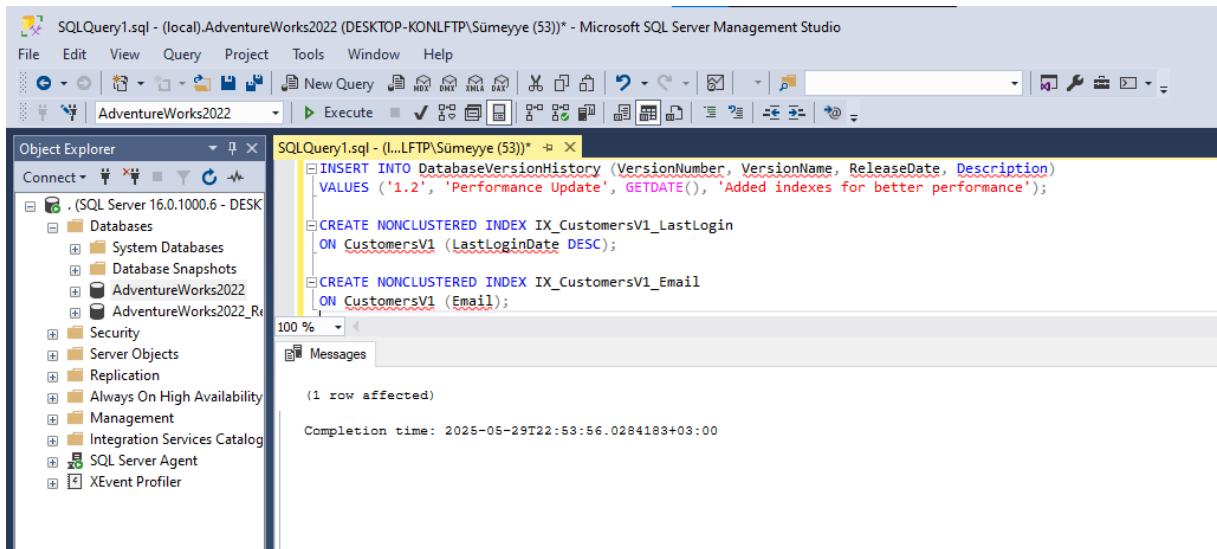 SQLQuery1.sql - (local).AdventureWorks2022 (DESKTOP-KONLFTP\Sümeyye (53))* - Microsoft SQL Server Management Studio
File Edit View Query Project Tools Window Help
New Query MDX DMX XMLA DAX
AdventureWorks2022 Execute
Object Explorer
Connect
. (SQL Server 16.0.1000.6 - DESK
Databases
System Databases
Database Snapshots
AdventureWorks2022
AdventureWorks2022_Re
Security
Server Objects
Replication
Always On High Availability
Management
Integration Services Catalog
SQL Server Agent
XEvent Profiler
SQLQuery1.sql - (l...LFTP\Sümeyye (53))*
INSERT INTO DatabaseVersionHistory (VersionNumber, VersionName, ReleaseDate, Description)
VALUES ('1.2', 'Performance Update', GETDATE(), 'Added indexes for better performance');
CREATE NONCLUSTERED INDEX IX_CustomersV1_LastLogin
ON CustomersV1 (LastLoginDate DESC);
CREATE NONCLUSTERED INDEX IX_CustomersV1_Email
ON CustomersV1 (Email);
100 %
Messages
(1 row affected)
Completion time: 2025-05-29T22:53:56.0284183+03:00